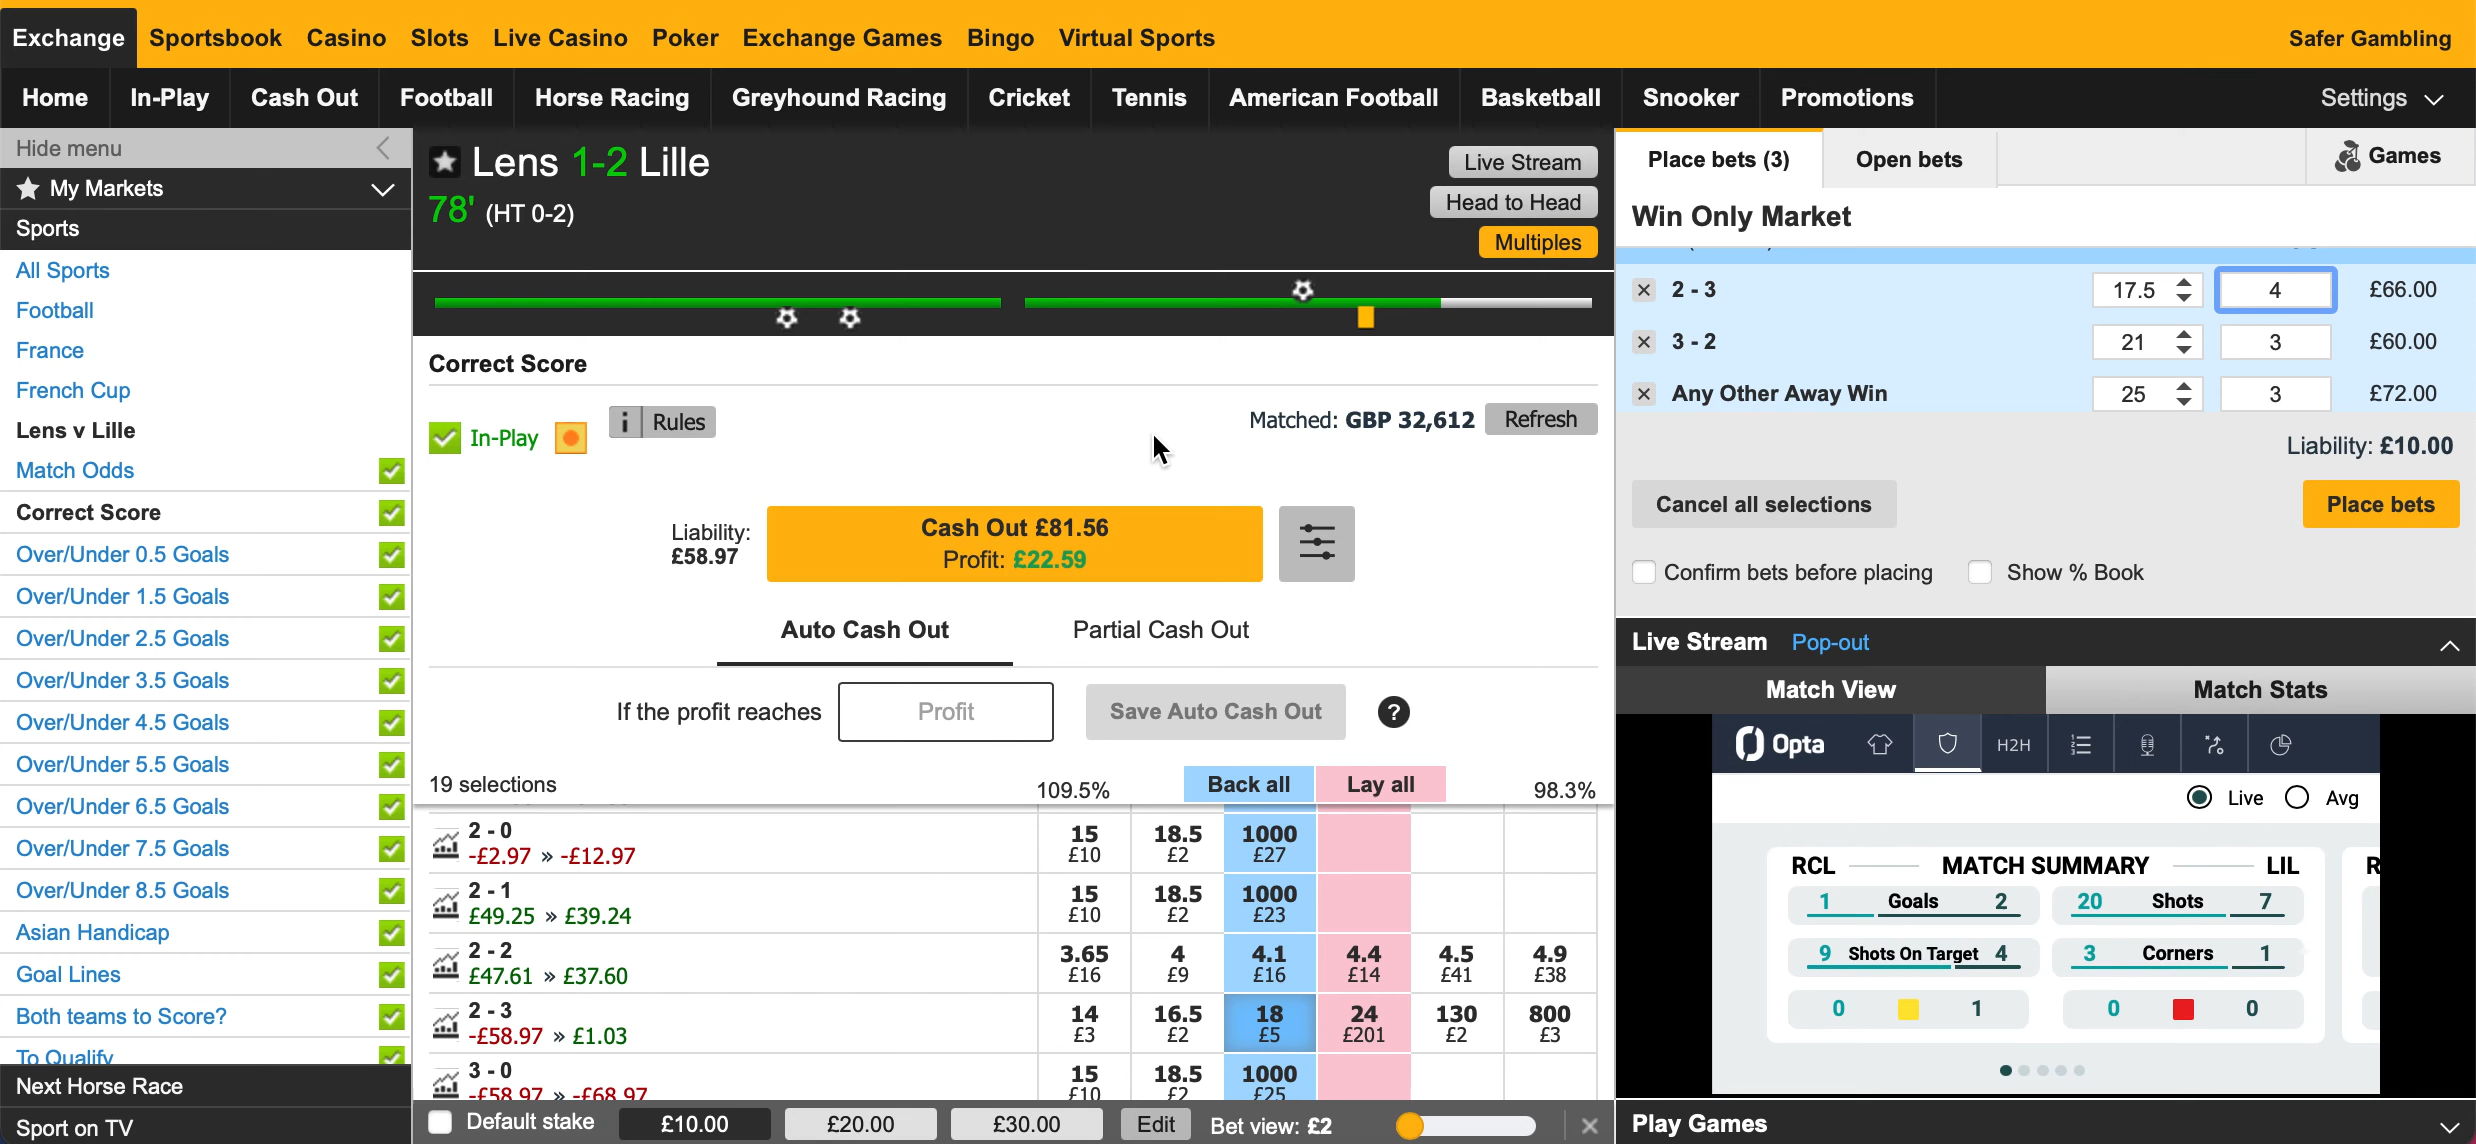 Exchange Sportsbook Casino Slots Live Casino Poker Exchange Games Bingo Virtual Sports Safer Gambling
Home In-Play Cash Out Football Horse Racing Greyhound Racing Cricket Tennis American Football Basketball Snooker Promotions Settings
Hide menu
My Markets
Sports
All Sports
Football
France
French Cup
Lens v Lille
Match Odds
Correct Score
Over/Under 0.5 Goals
Over/Under 1.5 Goals
Over/Under 2.5 Goals
Over/Under 3.5 Goals
Over/Under 4.5 Goals
Over/Under 5.5 Goals
Over/Under 6.5 Goals
Over/Under 7.5 Goals
Over/Under 8.5 Goals
Asian Handicap
Goal Lines
Both teams to Score?
To Qualify
Next Horse Race
Sport on TV
Lens 1-2 Lille
78' (HT 0-2)
Live Stream
Head to Head
Multiples
Correct Score
In-Play
i Rules
Matched: GBP 32,612 Refresh
Liability:
£58.97
Cash Out £81.56
Profit: £22.59
Auto Cash Out Partial Cash Out
If the profit reaches Profit Save Auto Cash Out ?
19 selections 109.5% Back all Lay all 98.3%
2 - 0 15 18.5 1000
-£2.97 » -£12.97 £10 £2 £27
2 - 1 15 18.5 1000
£49.25 » £39.24 £10 £2 £23
2 - 2 3.65 4 4.1 4.4 4.5 4.9
£47.61 » £37.60 £16 £9 £16 £14 £41 £38
2 - 3 14 16.5 18 24 130 800
-£58.97 » £1.03 £3 £2 £5 £201 £2 £3
3 - 0 15 18.5 1000
-£58.97 » -£68.97 £10 £2 £25
Default stake £10.00 £20.00 £30.00 Edit Bet view: £2
Place bets (3) Open bets Games
Win Only Market
2 - 3 17.5 4 £66.00
3 - 2 21 3 £60.00
Any Other Away Win 25 3 £72.00
Liability: £10.00
Cancel all selections Place bets
Confirm bets before placing Show % Book
Live Stream Pop-out
Match View Match Stats
Opta H2H
Live Avg
RCL MATCH SUMMARY LIL R
1 Goals 2 20 Shots 7
9 Shots On Target 4 3 Corners 1
0 1 0 0
Play Games